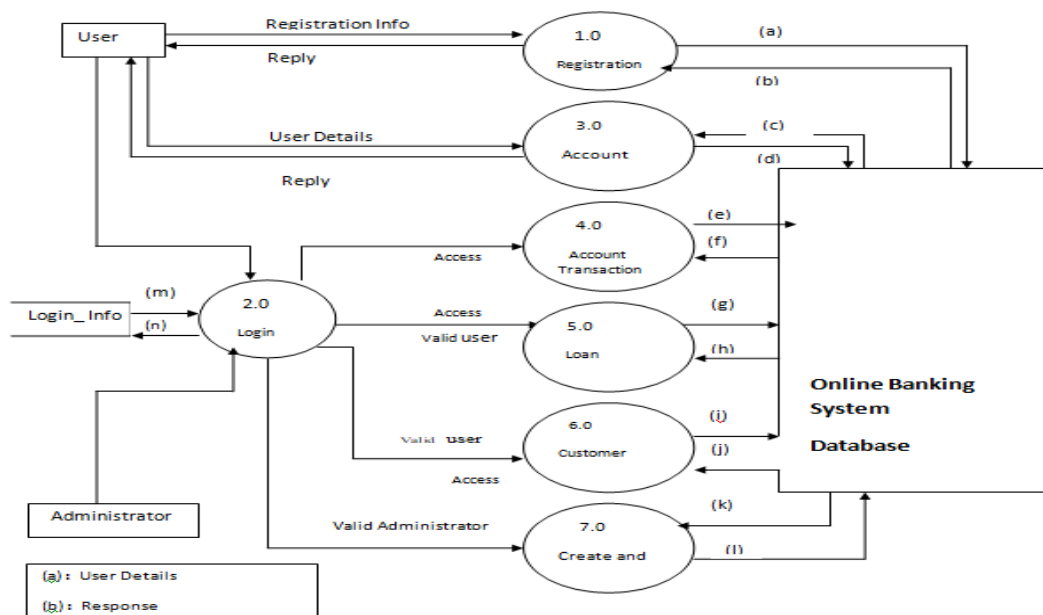 User
Registration Info
Reply
1.0
Registration
(a)
(b)
User Details
Reply
3.0
Account
(c)
(d)
4.0
Account
Transaction
Access
(e)
(f)
Login_Info
(m)
(n)
2.0
Login
Access
Valid user
5.0
Loan
(g)
(h)
Online Banking
System
Database
Valid user
Access
6.0
Customer
(i)
(j)
Administrator
Valid Administrator
7.0
Create and
(k)
(l)
(a): User Details
(b): Response